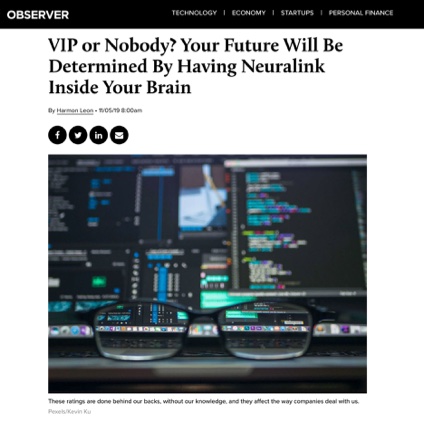 OBSERVER
TECHNOLOGY | ECONOMY | STARTUPS | PERSONAL FINANCE
VIP or Nobody? Your Future Will Be
Determined By Having Neuralink
Inside Your Brain
By Harmon Leon • 11/05/19 8:00am
These ratings are done behind our backs, without our knowledge, and they affect the way companies deal with us.
Pexels/Kevin Ku